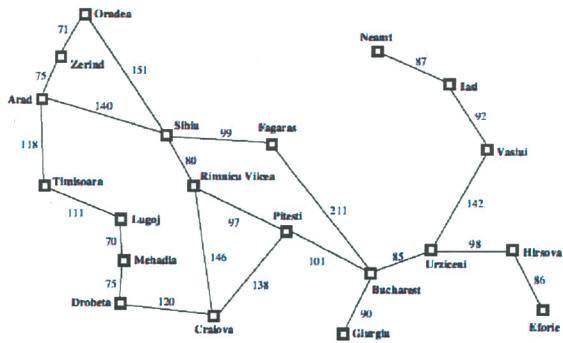 Oradea
71
Neamt
Zerind
87
151
75
Iasi
Arad
140
92
Sibiu
99
Fagaras
118
80
Vaslui
Timisoara
Rimnicu Vilcea
111
142
211
Lugoj
97
Pitesti
70
98
Hirsova
Mehadia
146
101
85
Urziceni
75
138
86
Bucharest
Drobeta
120
90
Craiova
Giurgiu
Eforie